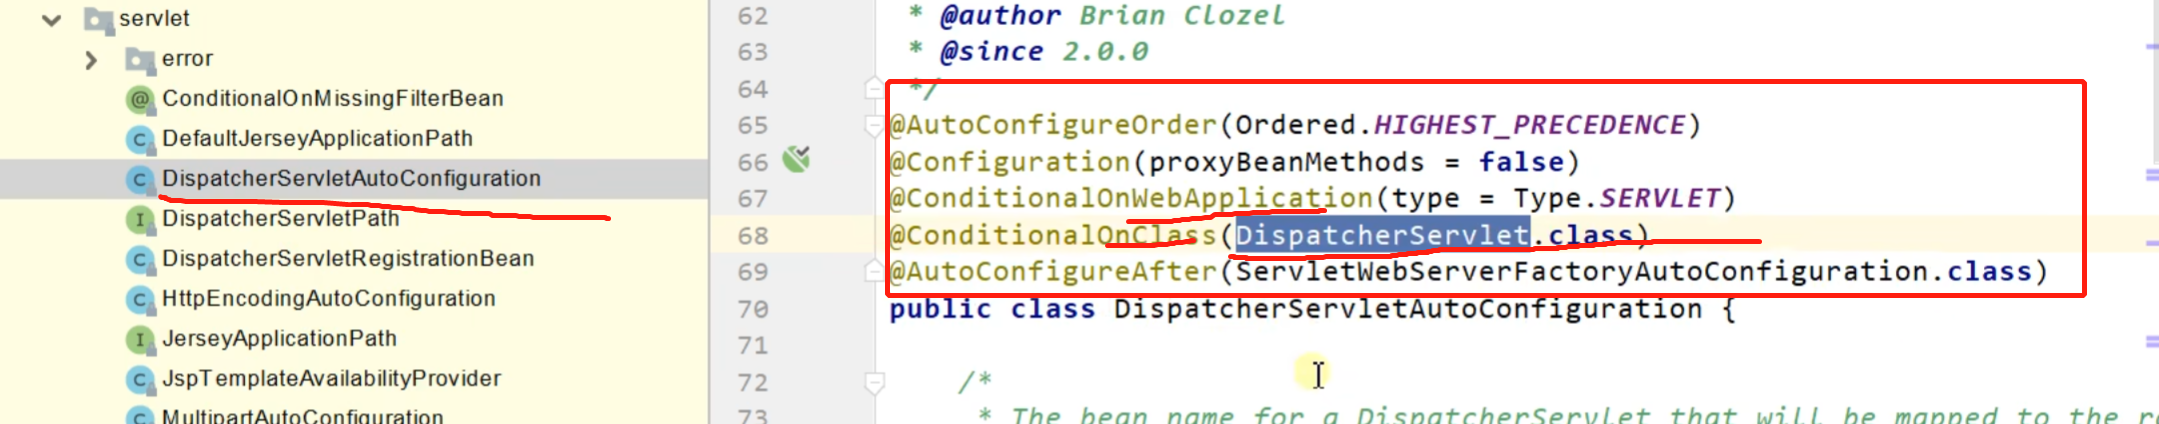 servlet
error
ConditionalOnMissingFilterBean
DefaultJerseyApplicationPath
DispatcherServletAutoConfiguration
DispatcherServletPath
DispatcherServletRegistrationBean
HttpEncodingAutoConfiguration
JerseyApplicationPath
JspTemplateAvailabilityProvider
MultipartAutoConfiguration
62 * @author Brian Clozel
63 * @since 2.0.0
64 */
65 @AutoConfigureOrder(Ordered.HIGHEST_PRECEDENCE)
66 @Configuration(proxyBeanMethods = false)
67 @ConditionalOnWebApplication(type = Type.SERVLET)
68 @ConditionalOnClass(DispatcherServlet.class)
69 @AutoConfigureAfter(ServletWebServerFactoryAutoConfiguration.class)
70 public class DispatcherServletAutoConfiguration {
71
72 /*
73 * The bean name for a DispatcherServlet that will be mapped to the